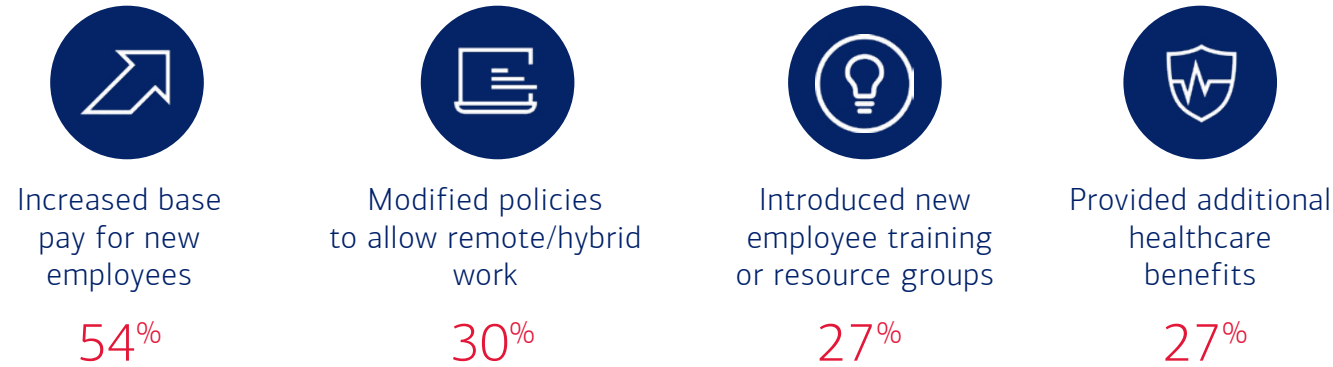 Increased base
pay for new
employees
54%
Modified policies
to allow remote/hybrid
work
30%
Introduced new
employee training
or resource groups
27%
Provided additional
healthcare
benefits
27%